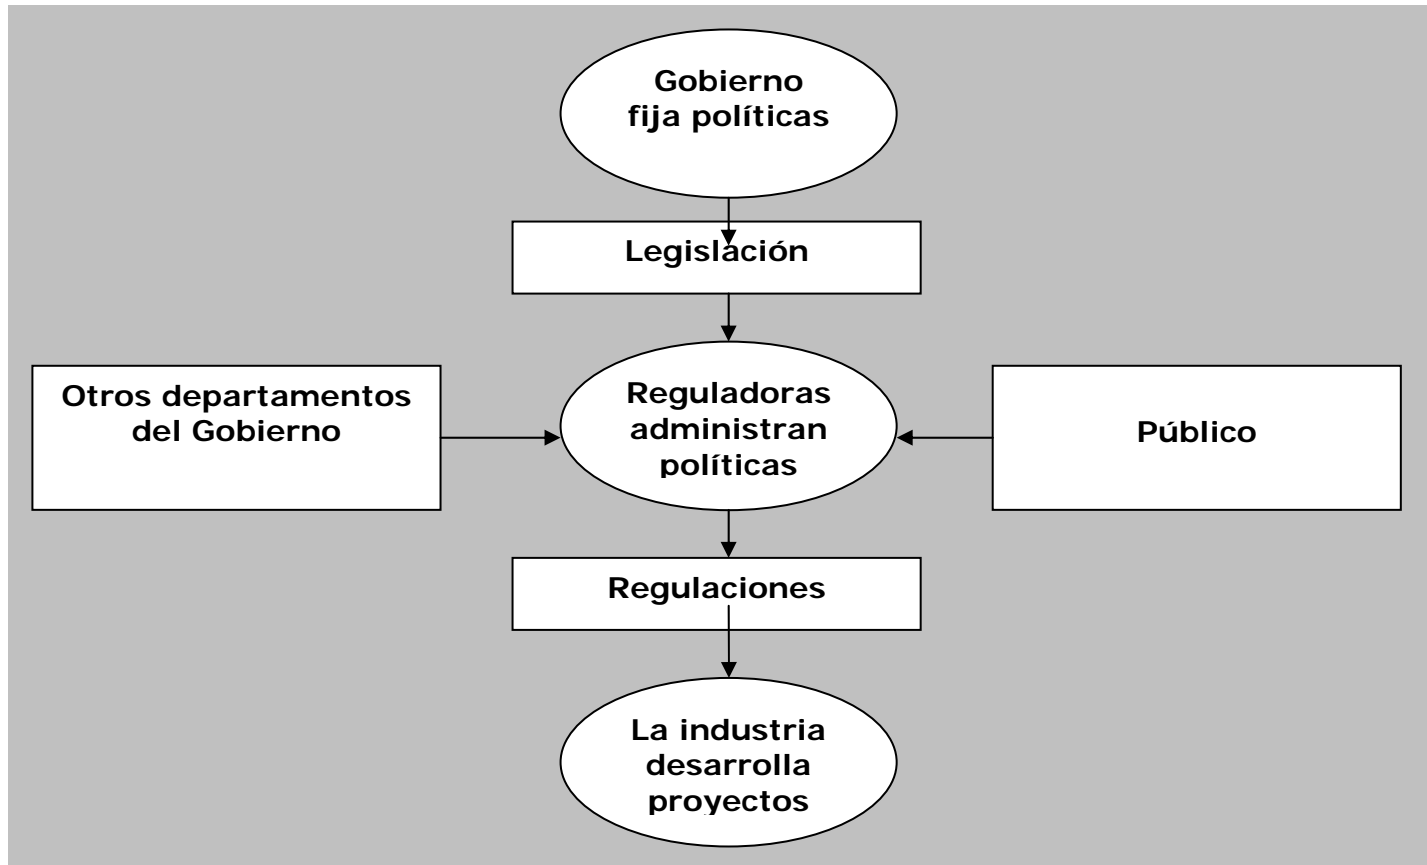 Gobierno
fija políticas
Legislación
Otros departamentos
del Gobierno
Reguladoras
administran
políticas
Público
Regulaciones
La industria
desarrolla
proyectos